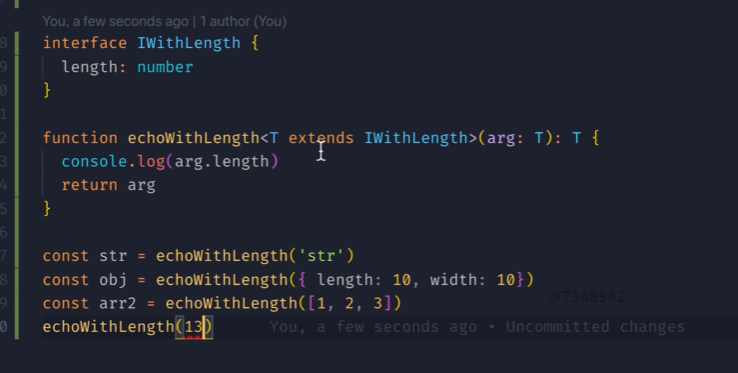 You, a few seconds ago | 1 author (You)
8 interface IWithLength {
9   length: number
0 }
1
2 function echoWithLength<T extends IWithLength>(arg: T): T {
3   console.log(arg.length)
4   return arg
5 }
6
7 const str = echoWithLength('str')
8 const obj = echoWithLength({ length: 10, width: 10})
9 const arr2 = echoWithLength([1, 2, 3])
@7346962
0 echoWithLength(13) You, a few seconds ago • Uncommitted changes